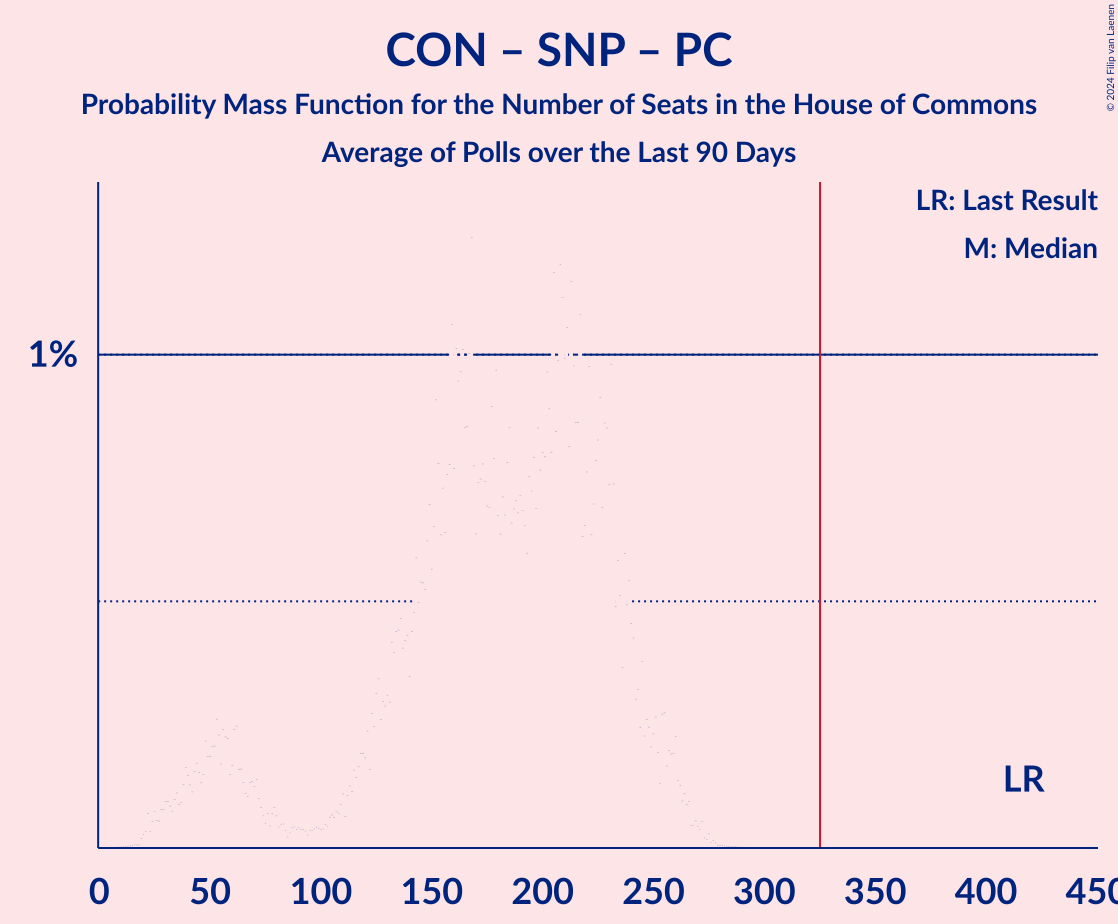 CON – SNP – PC
Probability Mass Function for the Number of Seats in the House of Commons
Average of Polls over the Last 90 Days
© 2024 Filip van Laenen
LR: Last Result
M: Median
1%
LR
0 50 100 150 200 250 300 350 400 450